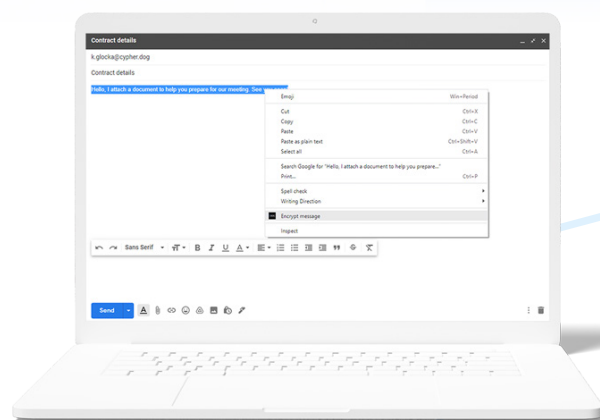 Contract details
k.glocka@cypher.dog
Contract details
Hello, I attach a document to help you prepare for our meeting. See you soon!
Emoji Win+Period
Cut Ctrl+X
Copy Ctrl+C
Paste Ctrl+V
Paste as plain text Ctrl+Shift+V
Select all Ctrl+A
Search Google for "Hello, I attach a document to help you prepare..."
Print... Ctrl+P
Spell check
Writing Direction
Encrypt message
Inspect
Sans Serif
B I U A
Send A